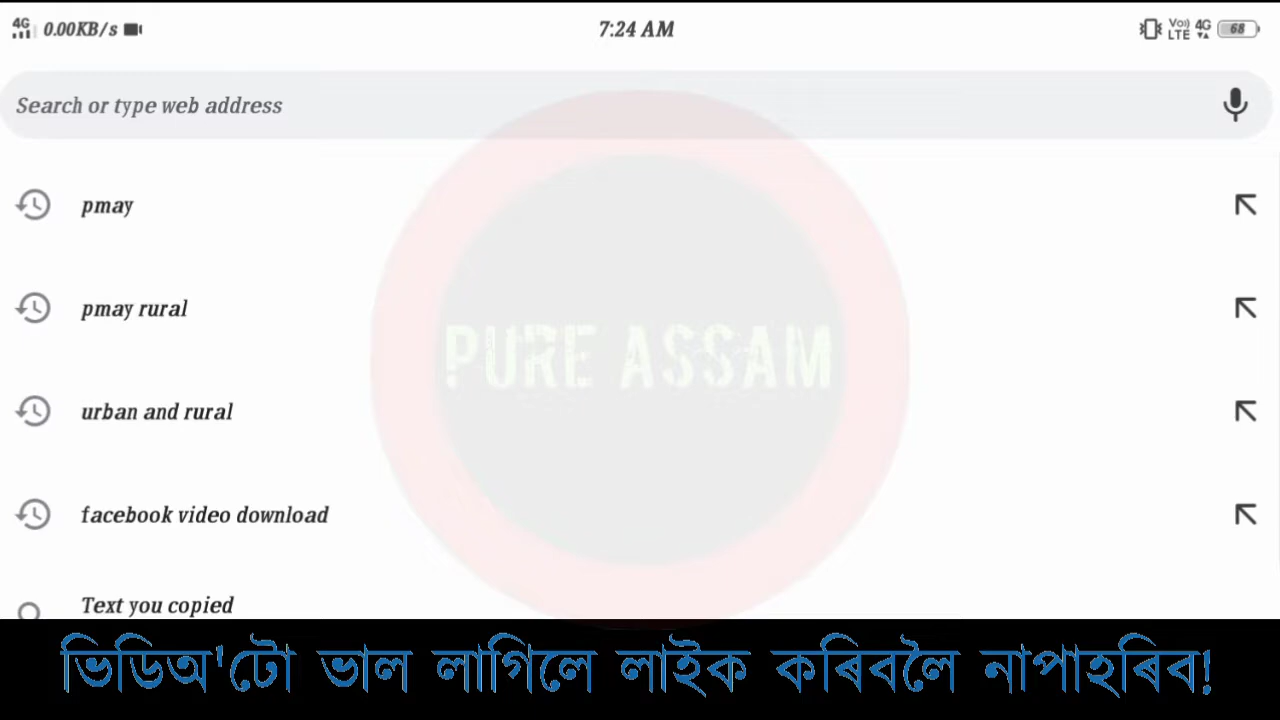 4G 0.00KB/s 7:24 AM Vo) LTE 4G 68
Search or type web address
pmay
pmay rural
PURE ASSAM
urban and rural
facebook video download
Text you copied
ভিডিঅ'টো ভাল লাগিলে লাইক কৰিবলৈ নাপাহৰিব!